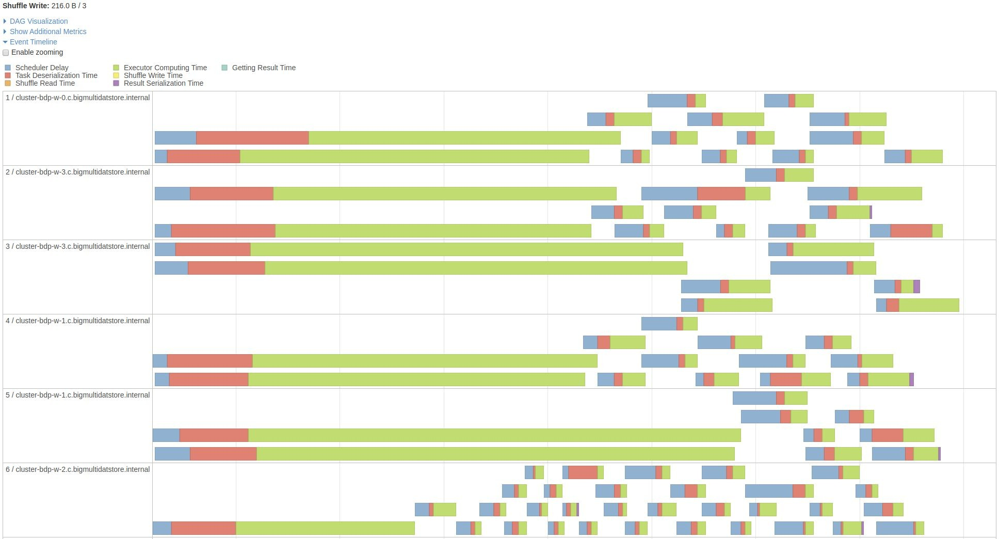 Shuffle Write: 216.0 B / 3
DAG Visualization
Show Additional Metrics
Event Timeline
Enable zooming
Scheduler Delay
Task Deserialization Time
Shuffle Read Time
Executor Computing Time
Shuffle Write Time
Result Serialization Time
Getting Result Time
1 / cluster-bdp-w-0.c.bigmultidatstore.internal
2 / cluster-bdp-w-3.c.bigmultidatstore.internal
3 / cluster-bdp-w-3.c.bigmultidatstore.internal
4 / cluster-bdp-w-1.c.bigmultidatstore.internal
5 / cluster-bdp-w-1.c.bigmultidatstore.internal
6 / cluster-bdp-w-2.c.bigmultidatstore.internal